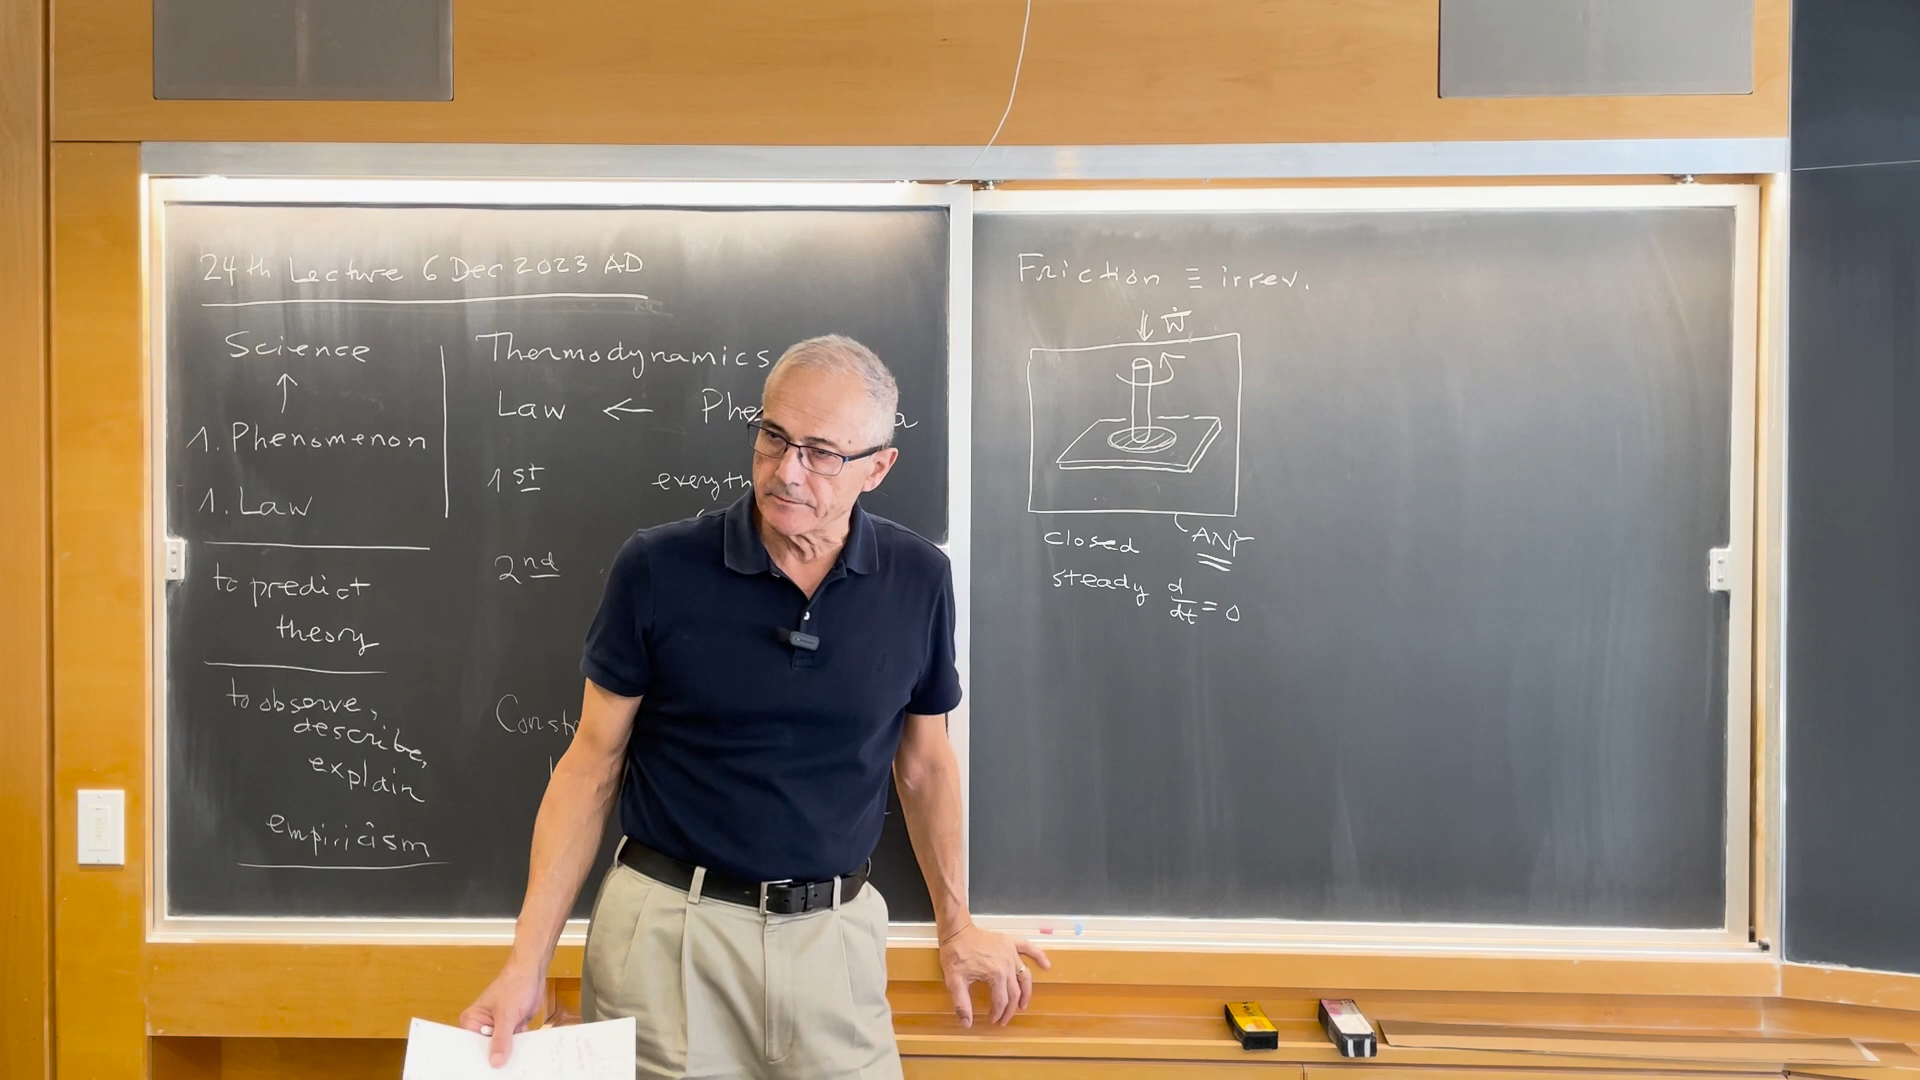 24th Lecture 6 Dec 2023 AD
Science
↑
1. Phenomenon
1. Law
to predict
theory
to observe,
describe,
explain
empiricism
Thermodynamics
Law ←
1st
2nd
Friction ≡ irrev.
⇓ Ẇ
closed
ANY
steady d/dt = 0